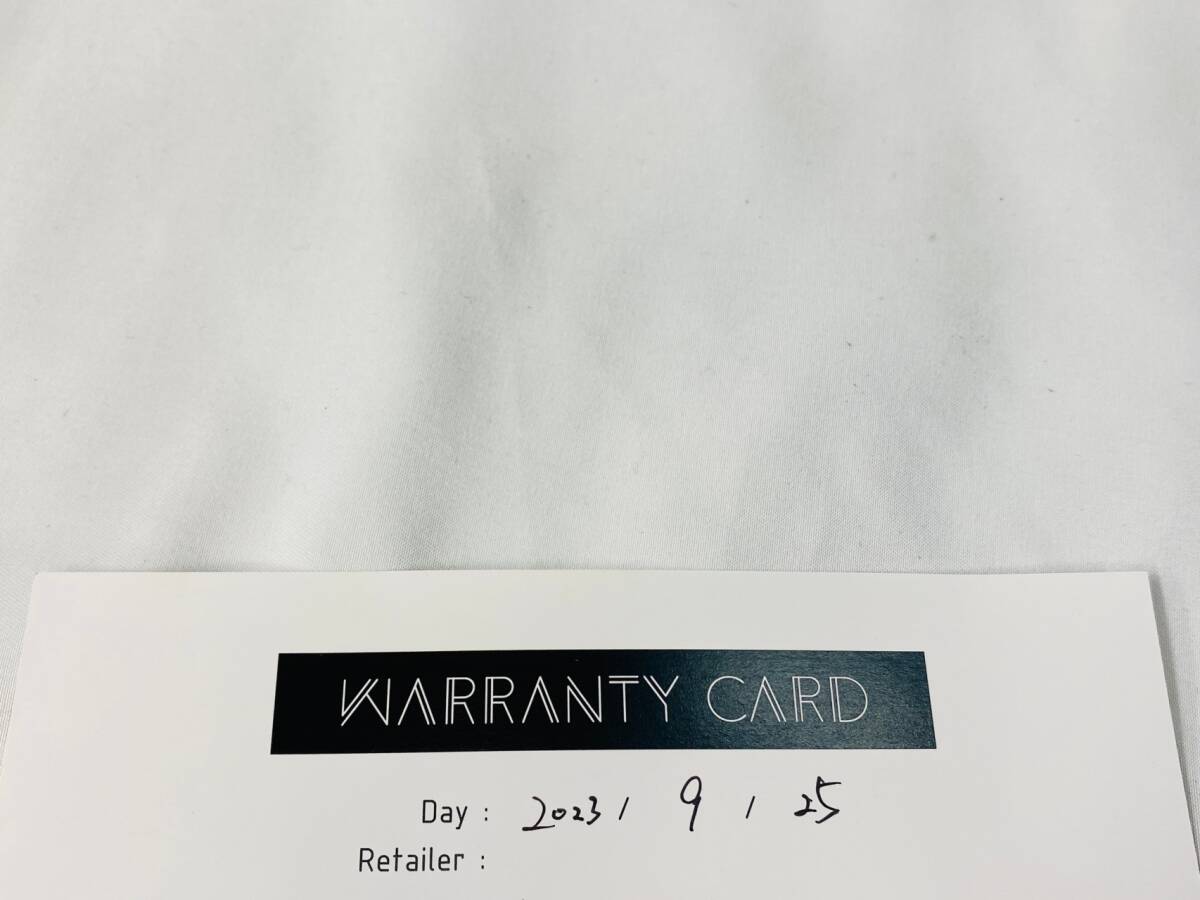 WARRANTY CARD
Day : 2023 / 9 / 25
Retailer :